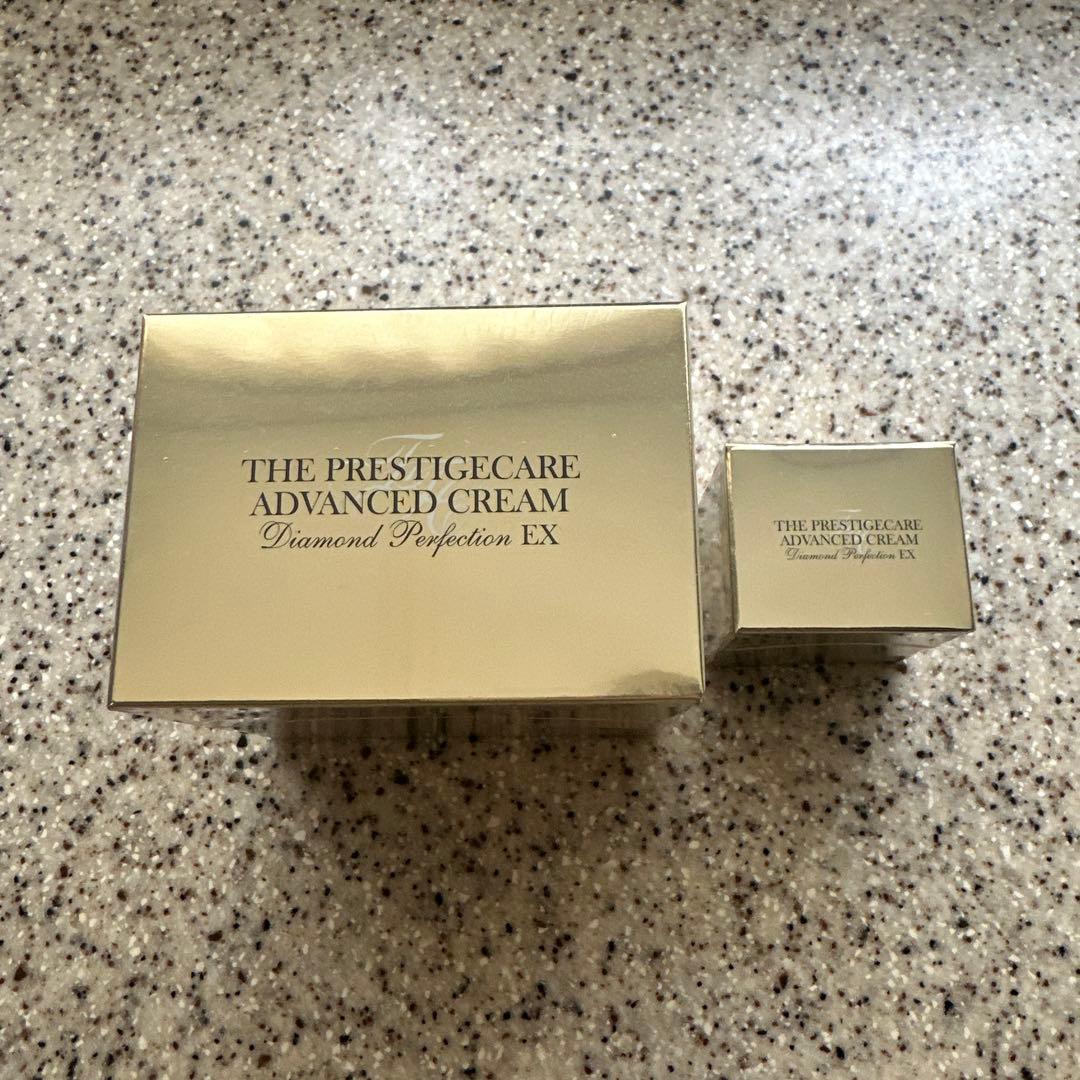 THE PRESTIGECARE
ADVANCED CREAM
Diamond Perfection EX
THE PRESTIGECARE
ADVANCED CREAM
Diamond Perfection EX